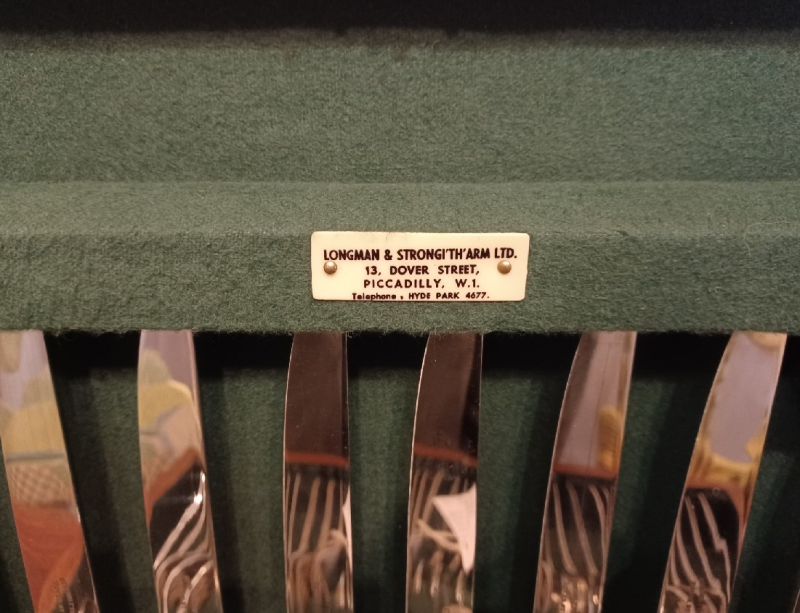 LONGMAN & STRONGI'TH'ARM LTD.
13, DOVER STREET,
PICCADILLY, W.1.
Telephone : HYDE PARK 4677.